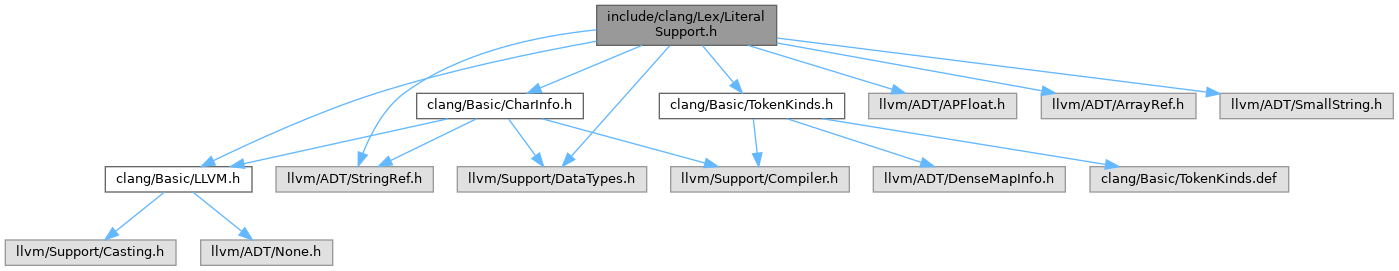 include/clang/Lex/Literal
Support.h
clang/Basic/CharInfo.h
clang/Basic/TokenKinds.h
llvm/ADT/APFloat.h
llvm/ADT/ArrayRef.h
llvm/ADT/SmallString.h
clang/Basic/LLVM.h
llvm/ADT/StringRef.h
llvm/Support/DataTypes.h
llvm/Support/Compiler.h
llvm/ADT/DenseMapInfo.h
clang/Basic/TokenKinds.def
llvm/Support/Casting.h
llvm/ADT/None.h